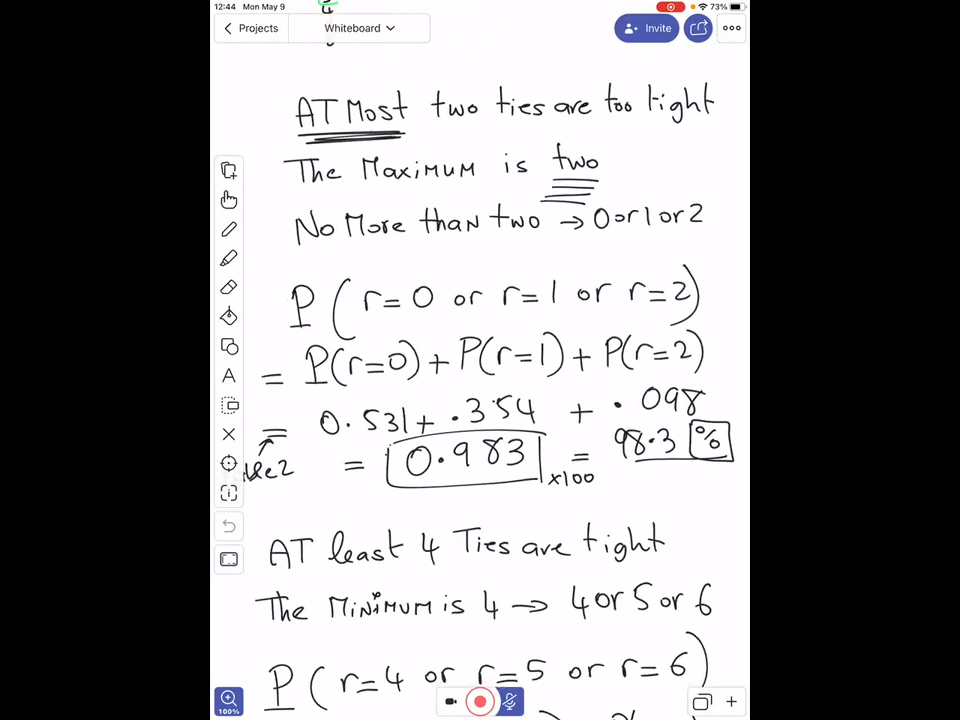 12:44 Mon May 9
73%
Projects
Whiteboard
Invite
AT Most two ties are too tight
The Maximum is two
No More than two → 0 or 1 or 2
P ( r = 0 or r = 1 or r = 2 )
= P(r=0) + P(r=1) + P(r=2)
= 0.531 + .354 + .098
= 0.983 = 98.3 %
x100
AT least 4 Ties are tight
The Minimum is 4 → 4 or 5 or 6
P ( r = 4 or r = 5 or r = 6 )
100%